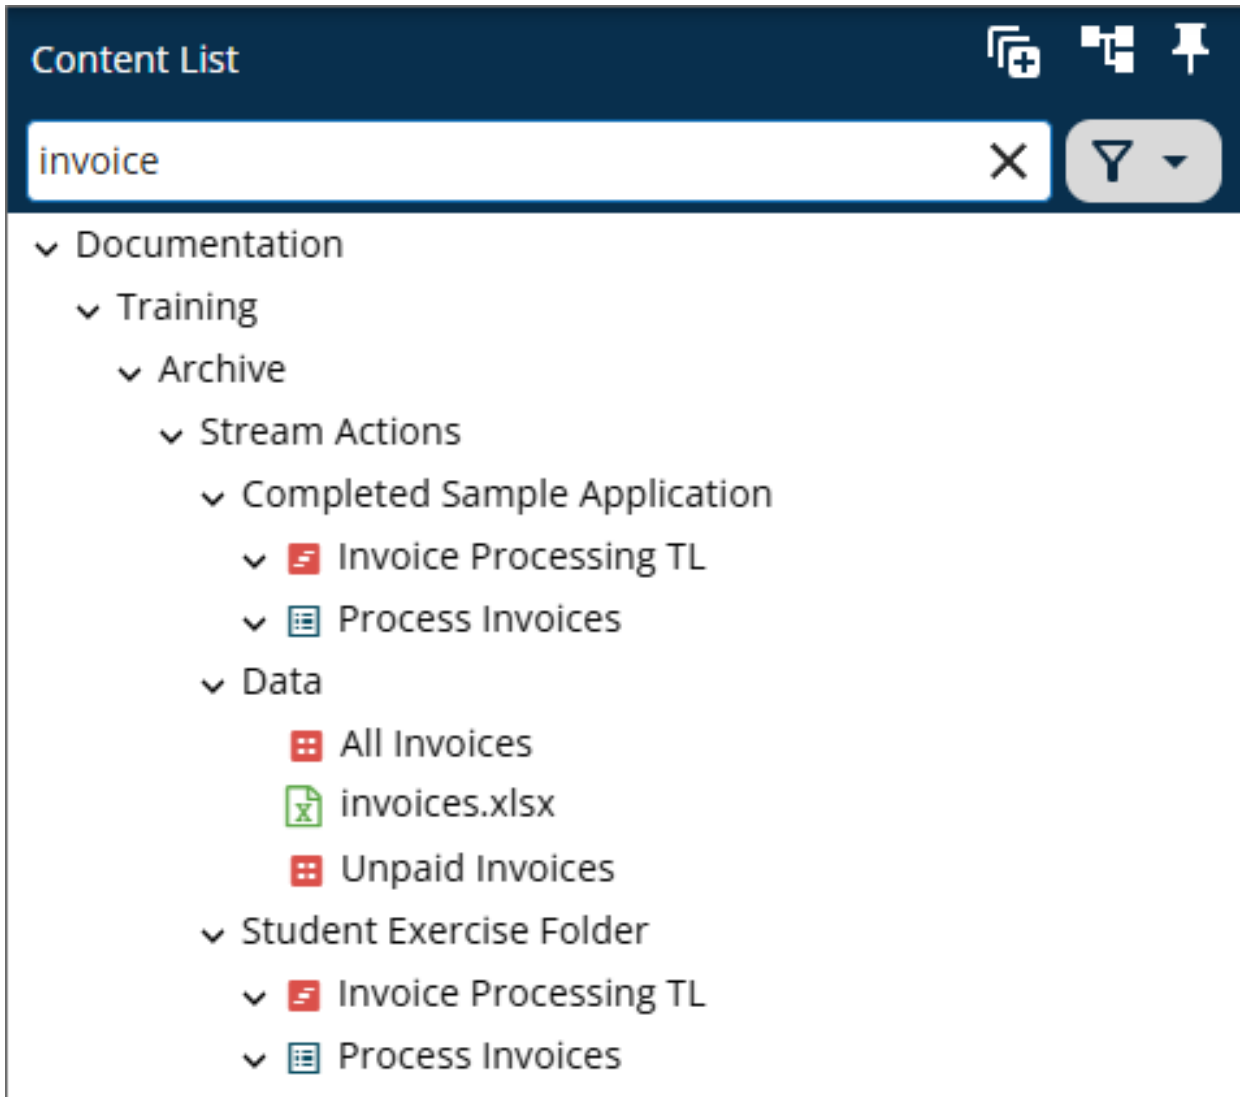 Content List
invoice
Documentation
Training
Archive
Stream Actions
Completed Sample Application
Invoice Processing TL
Process Invoices
Data
All Invoices
invoices.xlsx
Unpaid Invoices
Student Exercise Folder
Invoice Processing TL
Process Invoices